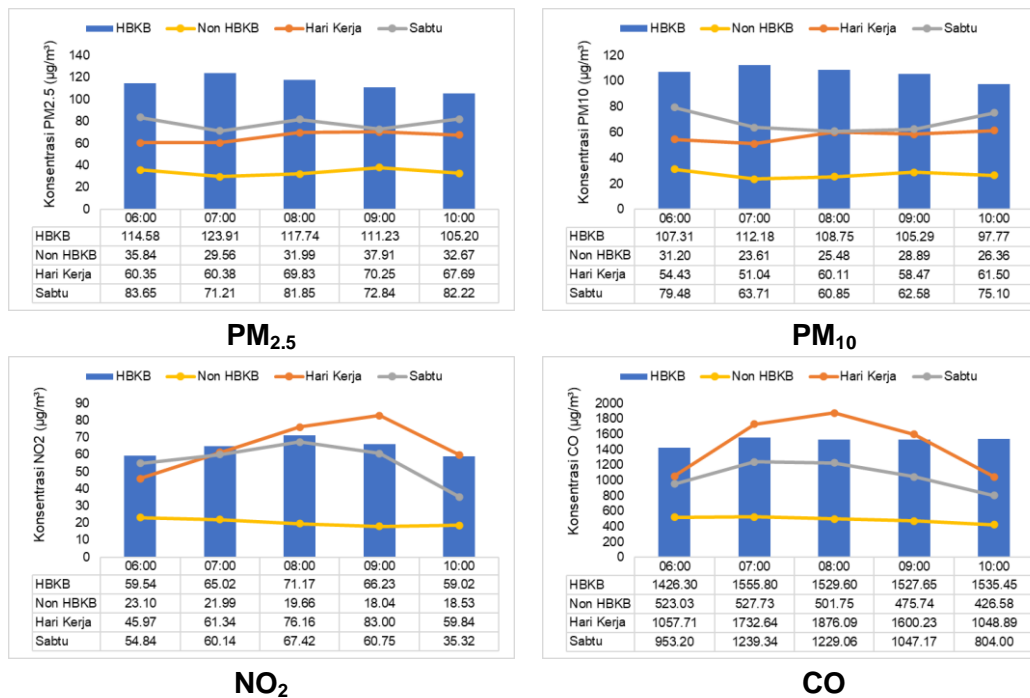 HBKB Non HBKB Hari Kerja Sabtu
Konsentrasi PM2.5 (µg/m³)
140
120
100
80
60
40
20
0
06:00 07:00 08:00 09:00 10:00
HBKB 114.58 123.91 117.74 111.23 105.20
Non HBKB 35.84 29.56 31.99 37.91 32.67
Hari Kerja 60.35 60.38 69.83 70.25 67.69
Sabtu 83.65 71.21 81.85 72.84 82.22
PM2.5
HBKB Non HBKB Hari Kerja Sabtu
Konsentrasi PM10 (µg/m³)
120
100
80
60
40
20
0
06:00 07:00 08:00 09:00 10:00
HBKB 107.31 112.18 108.75 105.29 97.77
Non HBKB 31.20 23.61 25.48 28.89 26.36
Hari Kerja 54.43 51.04 60.11 58.47 61.50
Sabtu 79.48 63.71 60.85 62.58 75.10
PM10
HBKB Non HBKB Hari Kerja Sabtu
Konsentrasi NO2 (µg/m³)
90
80
70
60
50
40
30
20
10
0
06:00 07:00 08:00 09:00 10:00
HBKB 59.54 65.02 71.17 66.23 59.02
Non HBKB 23.10 21.99 19.66 18.04 18.53
Hari Kerja 45.97 61.34 76.16 83.00 59.84
Sabtu 54.84 60.14 67.42 60.75 35.32
NO2
HBKB Non HBKB Hari Kerja Sabtu
Konsentrasi CO (µg/m³)
2000
1800
1600
1400
1200
1000
800
600
400
200
0
06:00 07:00 08:00 09:00 10:00
HBKB 1426.30 1555.80 1529.60 1527.65 1535.45
Non HBKB 523.03 527.73 501.75 475.74 426.58
Hari Kerja 1057.71 1732.64 1876.09 1600.23 1048.89
Sabtu 953.20 1239.34 1229.06 1047.17 804.00
CO